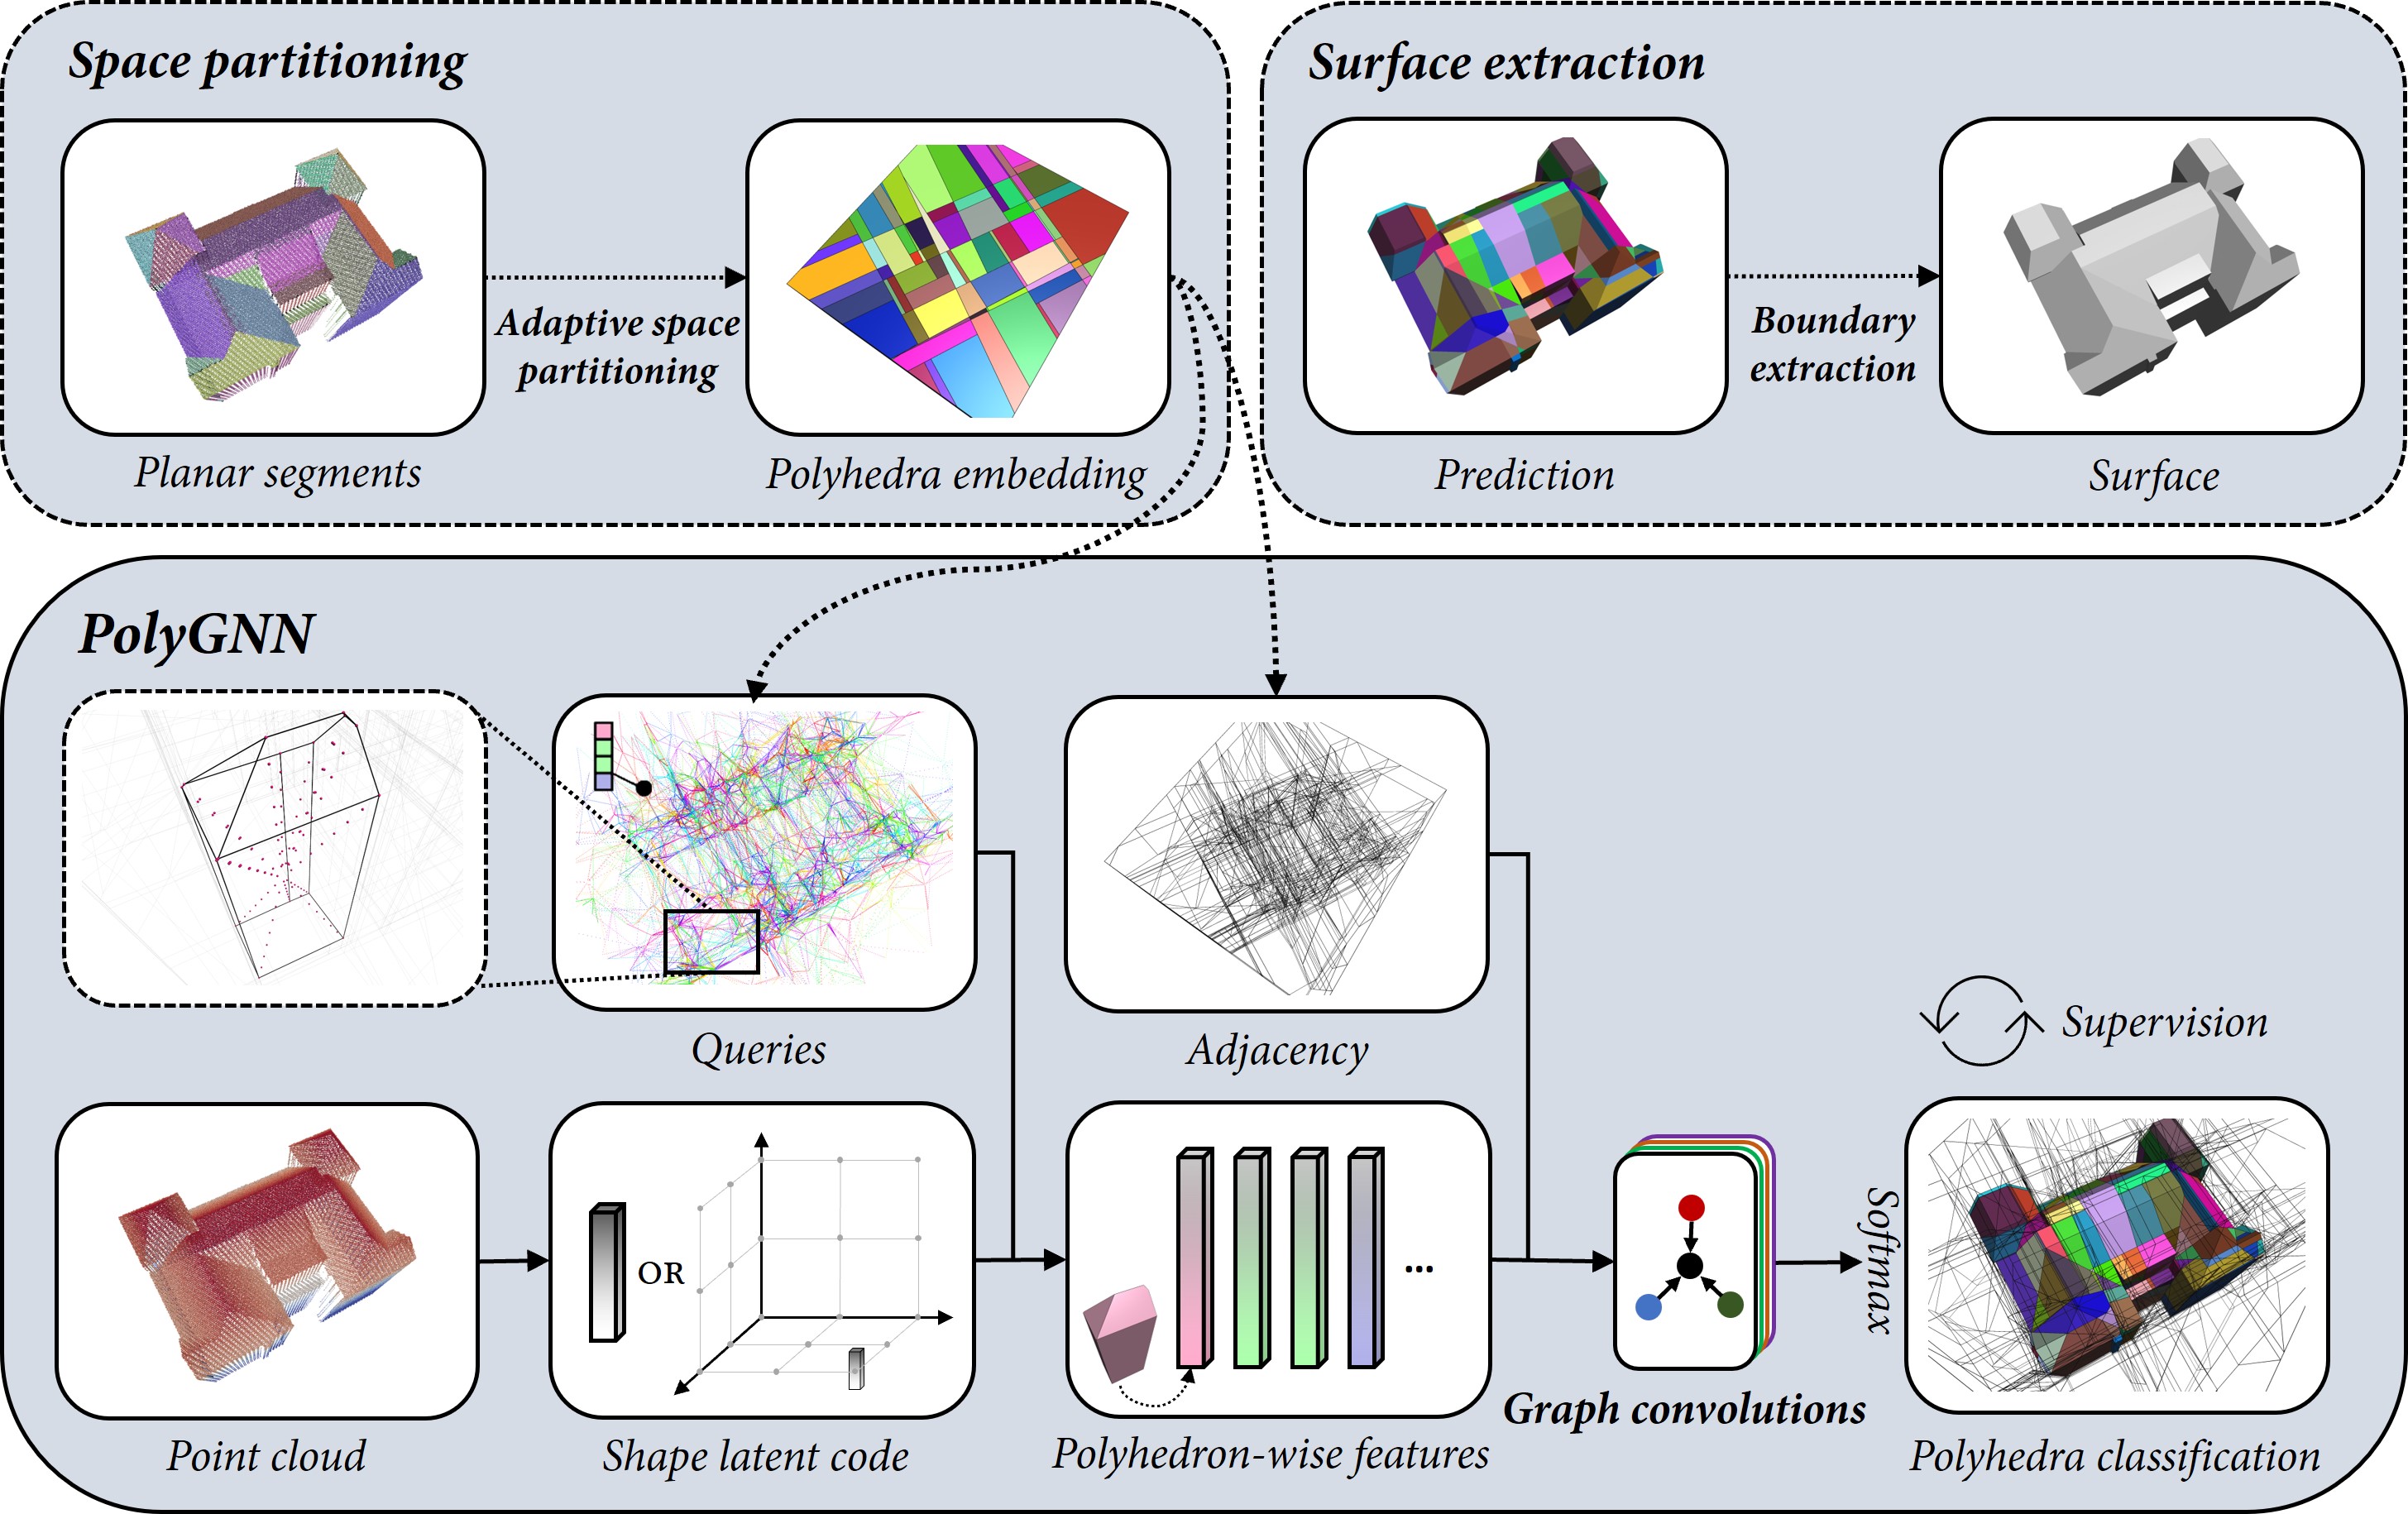 Space partitioning
Adaptive space
partitioning
Planar segments
Polyhedra embedding
Surface extraction
Boundary
extraction
Prediction
Surface
PolyGNN
Queries
Adjacency
Supervision
OR
...
Softmax
Graph convolutions
Point cloud
Shape latent code
Polyhedron-wise features
Polyhedra classification